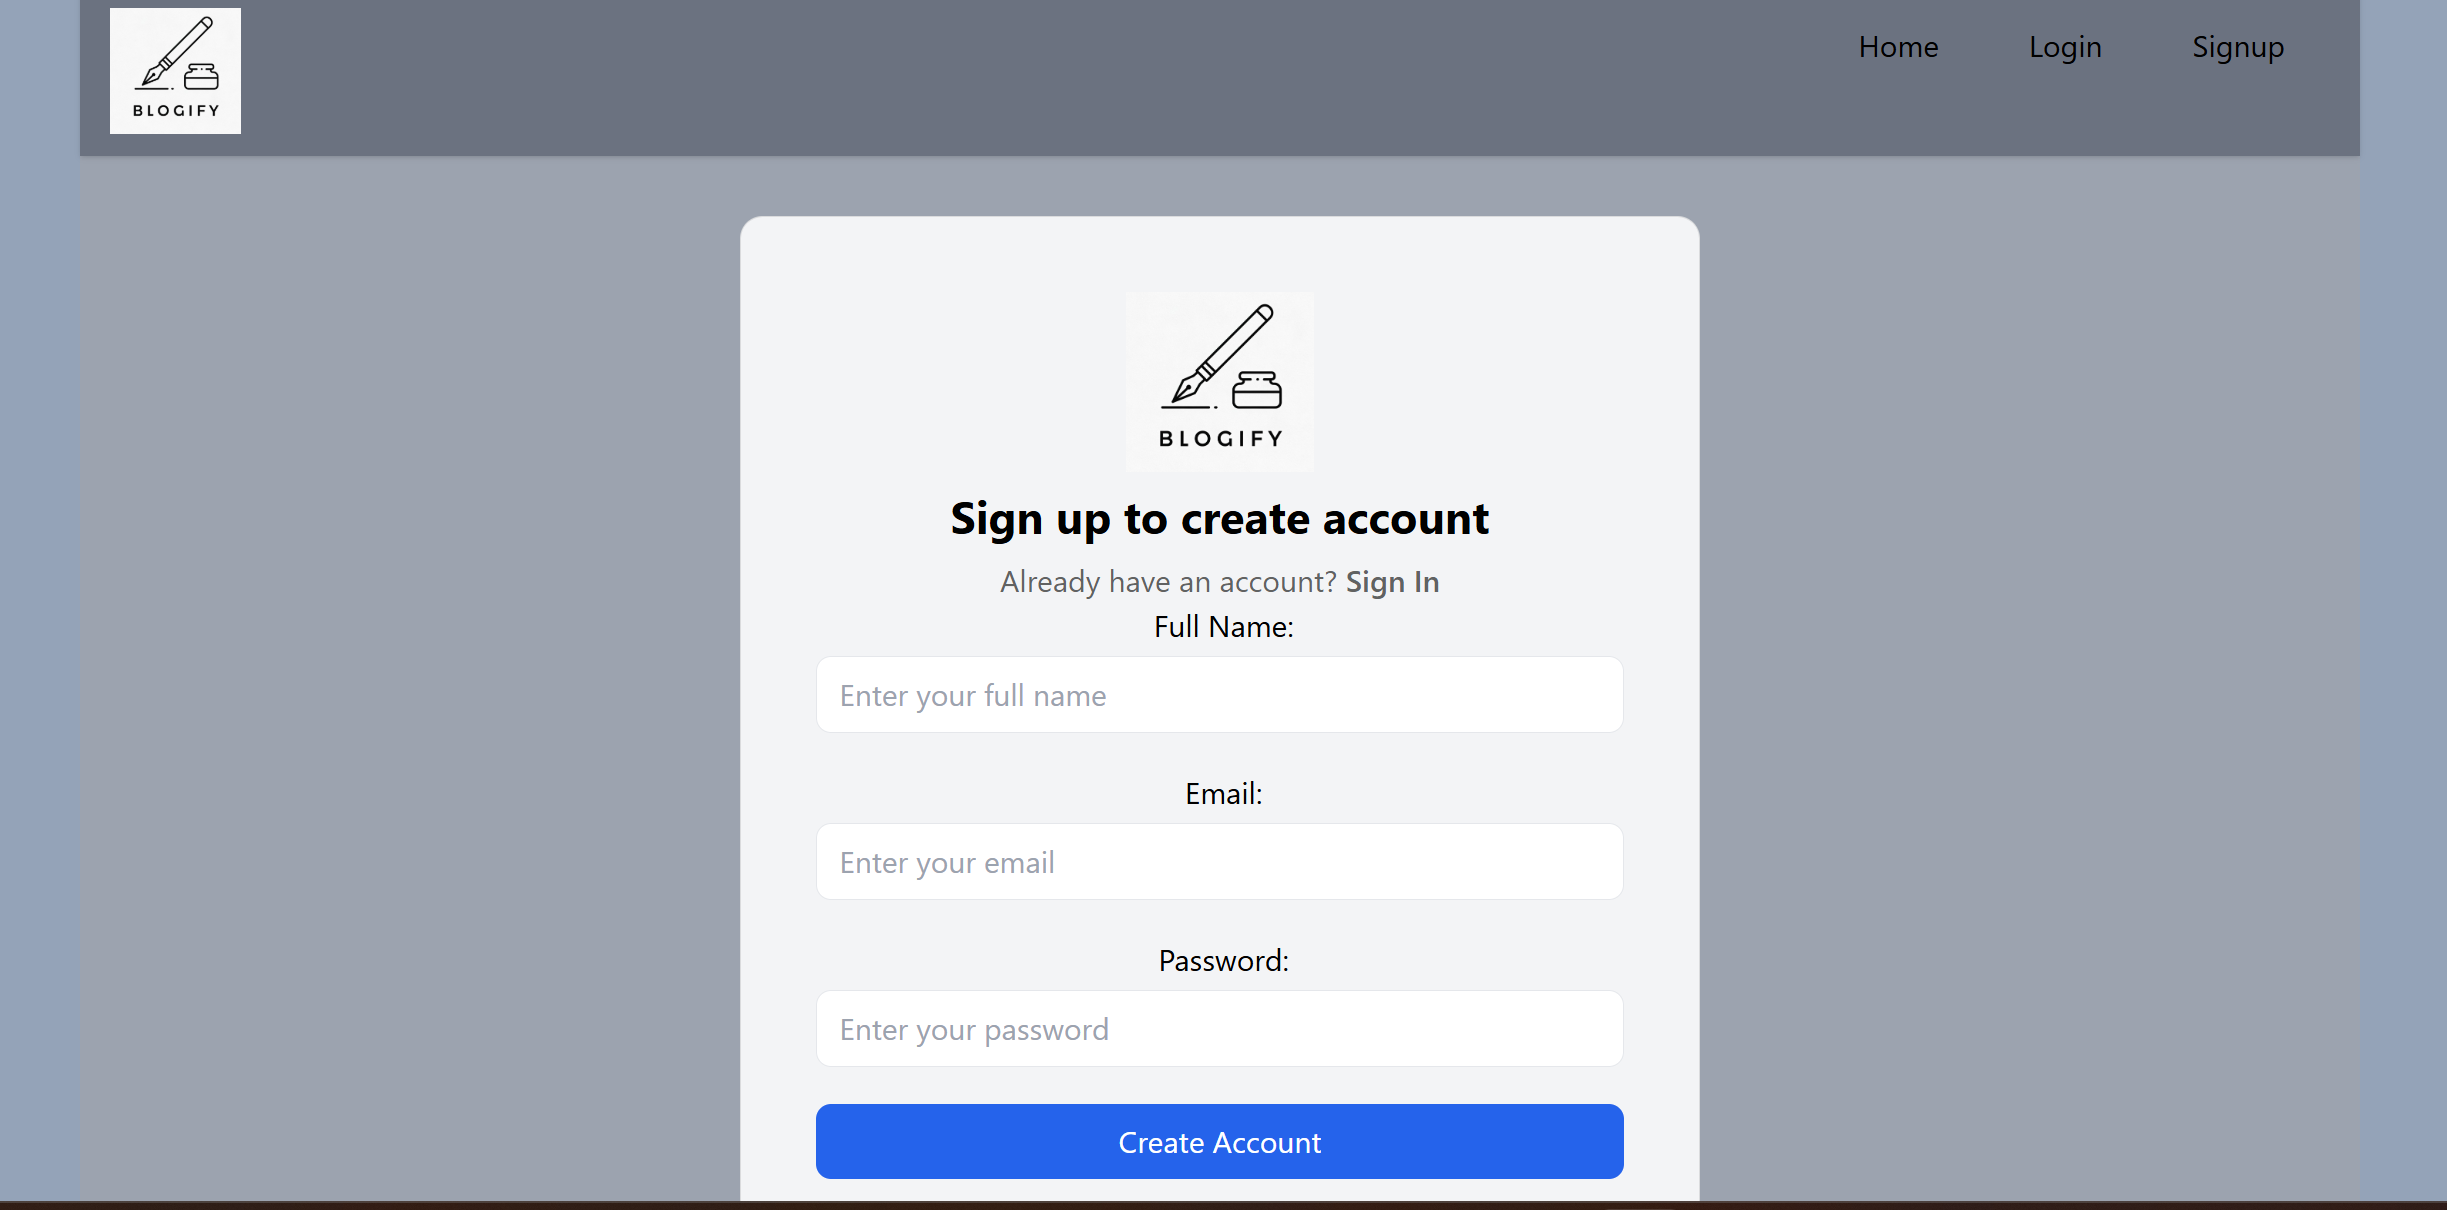 BLOGIFY
Home Login Signup
BLOGIFY
Sign up to create account
Already have an account? Sign In
Full Name:
Enter your full name
Email:
Enter your email
Password:
Enter your password
Create Account